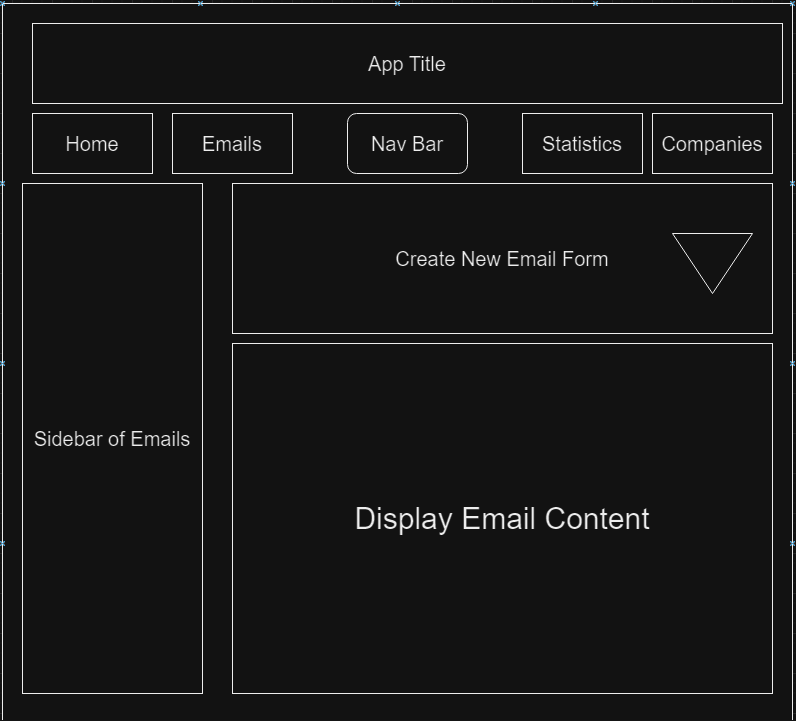 App Title
Home
Emails
Nav Bar
Statistics
Companies
Create New Email Form
Sidebar of Emails
Display Email Content